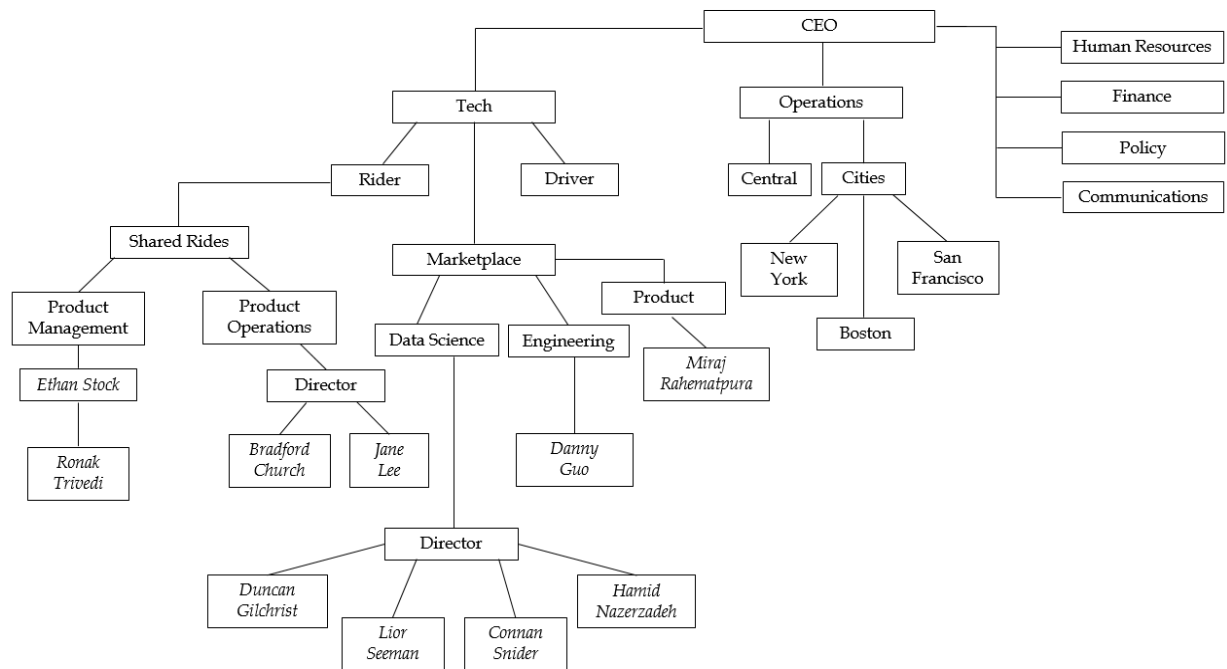 CEO
Human Resources
Finance
Policy
Communications
Tech
Operations
Rider
Driver
Central
Cities
Shared Rides
Marketplace
New
York
San
Francisco
Boston
Product
Management
Product
Operations
Data Science
Engineering
Product
Ethan Stock
Director
Miraj
Rahematpura
Ronak
Trivedi
Bradford
Church
Jane
Lee
Danny
Guo
Director
Duncan
Gilchrist
Lior
Seeman
Connan
Snider
Hamid
Nazerzadeh